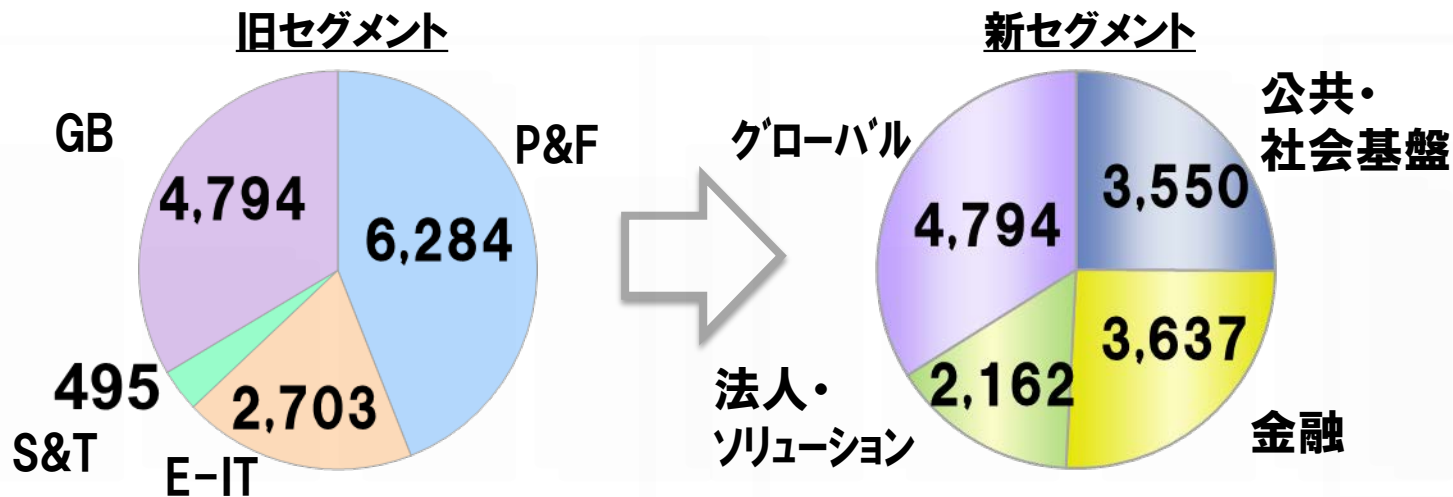 旧セグメント
GB
P&F
4,794
6,284
495
2,703
S&T
E-IT
新セグメント
グローバル
公共・
社会基盤
3,550
4,794
3,637
2,162
法人・
ソリューション
金融